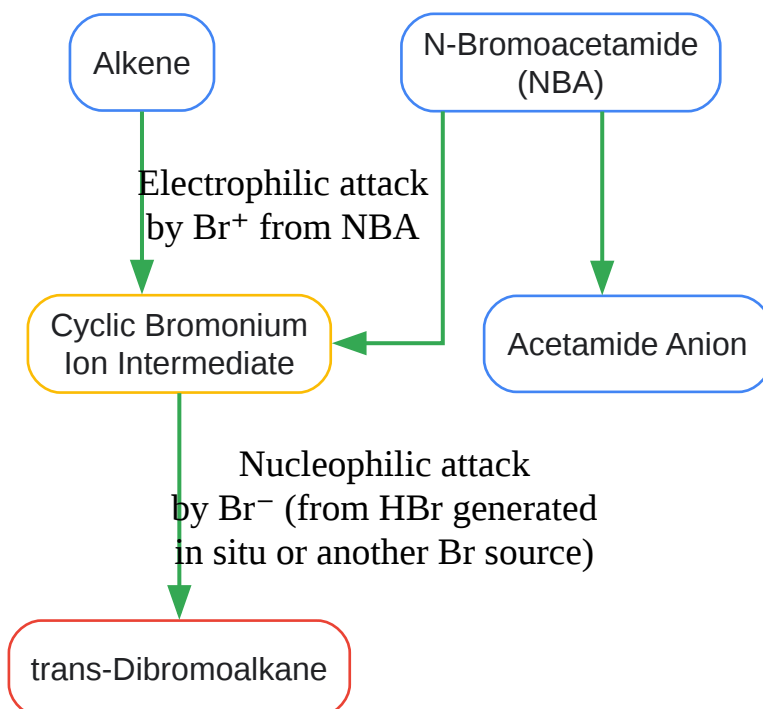 Alkene
N-Bromoacetamide
(NBA)
Electrophilic attack
by Br⁺ from NBA
Cyclic Bromonium
Ion Intermediate
Acetamide Anion
Nucleophilic attack
by Br⁻ (from HBr generated
in situ or another Br source)
trans-Dibromoalkane